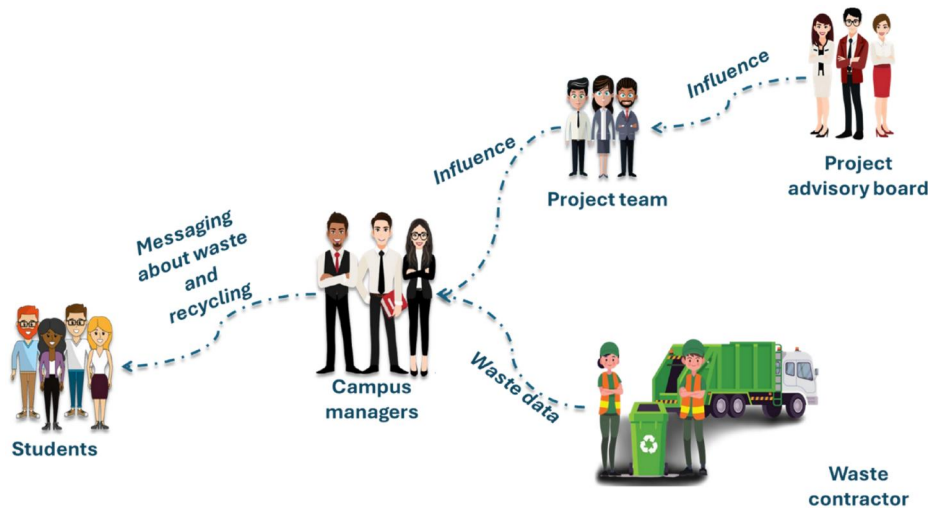 Influence
Project
advisory board
Influence
Project team
Messaging
about waste
and
recycling
Campus
managers
Students
Waste data
Waste
contractor